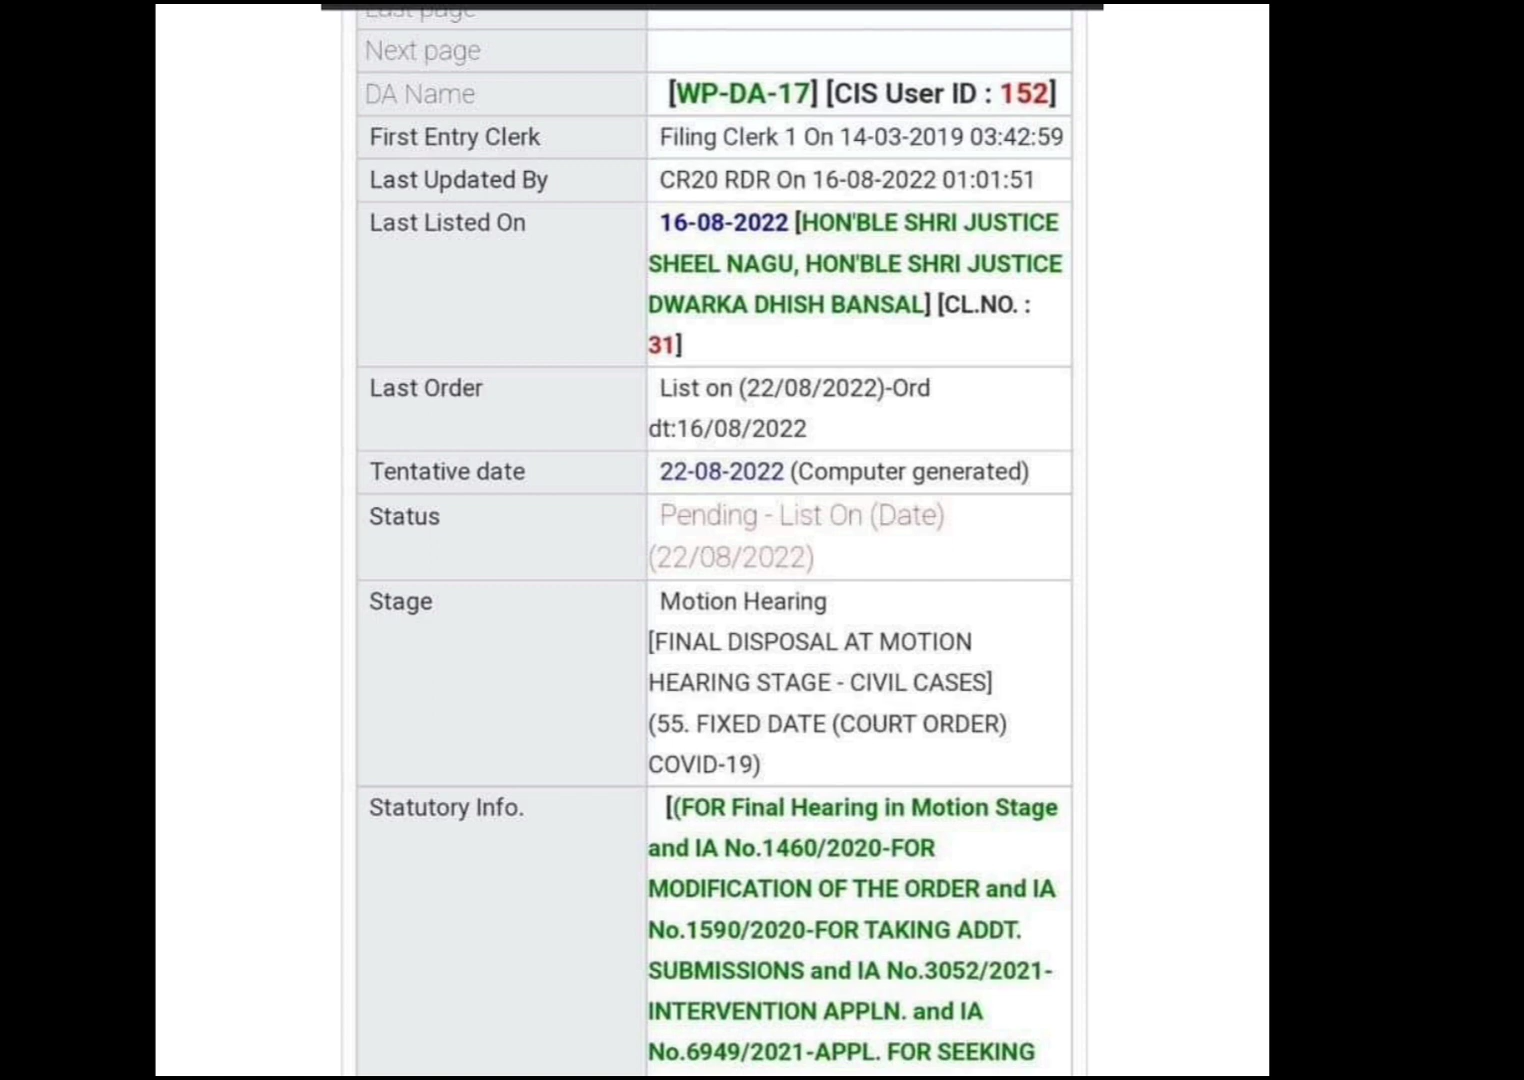 Last page
Next page
DA Name [WP-DA-17] [CIS User ID : 152]
First Entry Clerk Filing Clerk 1 On 14-03-2019 03:42:59
Last Updated By CR20 RDR On 16-08-2022 01:01:51
Last Listed On 16-08-2022 [HON'BLE SHRI JUSTICE
SHEEL NAGU, HON'BLE SHRI JUSTICE
DWARKA DHISH BANSAL] [CL.NO. :
31]
Last Order List on (22/08/2022)-Ord
dt:16/08/2022
Tentative date 22-08-2022 (Computer generated)
Status Pending - List On (Date)
(22/08/2022)
Stage Motion Hearing
[FINAL DISPOSAL AT MOTION
HEARING STAGE - CIVIL CASES]
(55. FIXED DATE (COURT ORDER)
COVID-19)
Statutory Info. [(FOR Final Hearing in Motion Stage
and IA No.1460/2020-FOR
MODIFICATION OF THE ORDER and IA
No.1590/2020-FOR TAKING ADDT.
SUBMISSIONS and IA No.3052/2021-
INTERVENTION APPLN. and IA
No.6949/2021-APPL. FOR SEEKING